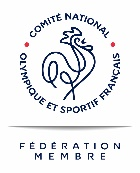 COMITÉ NATIONAL
OLYMPIQUE ET SPORTIF FRANÇAIS
FÉDÉRATION
MEMBRE